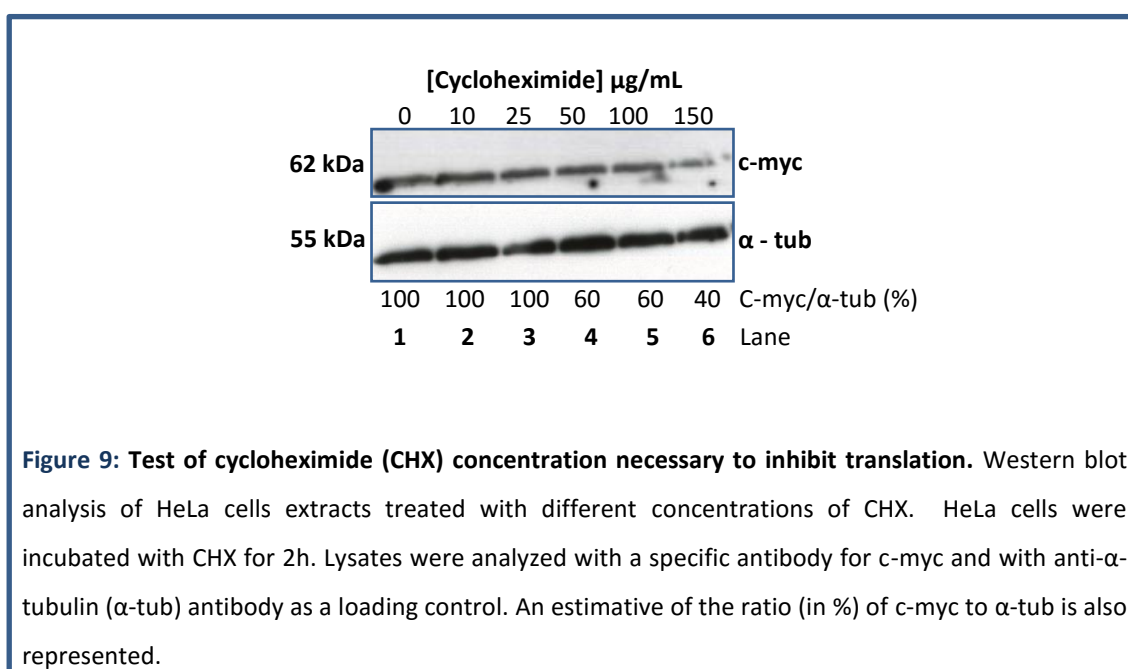 [Cycloheximide] µg/mL
0 10 25 50 100 150
62 kDa c-myc
55 kDa α - tub
100 100 100 60 60 40 C-myc/α-tub (%)
1 2 3 4 5 6 Lane
Figure 9: Test of cycloheximide (CHX) concentration necessary to inhibit translation. Western blot
analysis of HeLa cells extracts treated with different concentrations of CHX. HeLa cells were
incubated with CHX for 2h. Lysates were analyzed with a specific antibody for c-myc and with anti-α-
tubulin (α-tub) antibody as a loading control. An estimative of the ratio (in %) of c-myc to α-tub is also
represented.